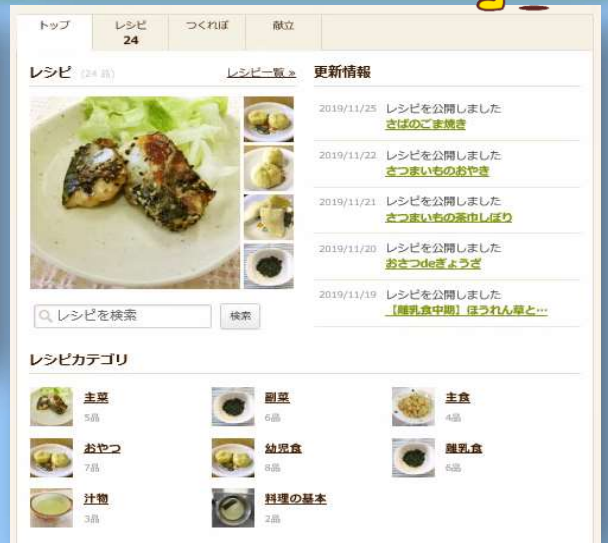 トップ
レシピ
24
つくれぽ
献立
レシピ (24 品)
レシピ一覧 »
更新情報
2019/11/25 レシピを公開しました
さばのごま焼き
2019/11/22 レシピを公開しました
さつまいものおやき
2019/11/21 レシピを公開しました
さつまいもの茶巾しぼり
2019/11/20 レシピを公開しました
おさつdeぎょうざ
2019/11/19 レシピを公開しました
【離乳食中期】ほうれん草と…
レシピを検索
検索
レシピカテゴリ
主菜
5品
副菜
6品
主食
4品
おやつ
7品
幼児食
8品
離乳食
6品
汁物
3品
料理の基本
2品